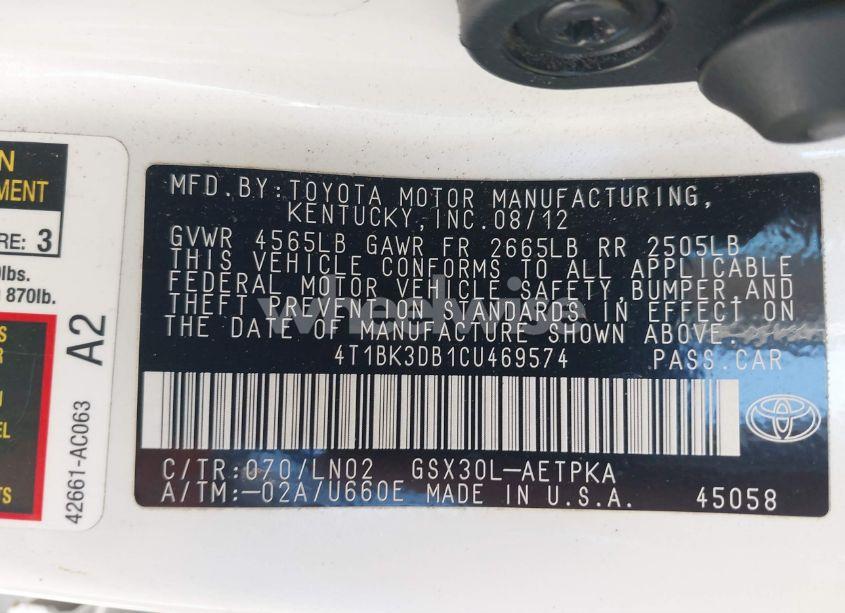 N
MENT
RE: 3
lbs.
870lb.
S
R
U
EL
TS
42661-AC063
A2
MFD.BY:TOYOTA MOTOR MANUFACTURING,
KENTUCKY,INC.08/12
GVWR 4565LB GAWR FR 2665LB RR 2505LB
THIS VEHICLE CONFORMS TO ALL APPLICABLE
FEDERAL MOTOR VEHICLE SAFETY,BUMPER,AND
THEFT PREVENTION STANDARDS IN EFFECT ON
THE DATE OF MANUFACTURE SHOWN ABOVE.
4T1BK3DB1CU469574 PASS.CAR
C/TR:070/LN02 GSX30L-AETPKA
A/TM:-02A/U660E MADE IN U.S.A. 45058
wheelwise